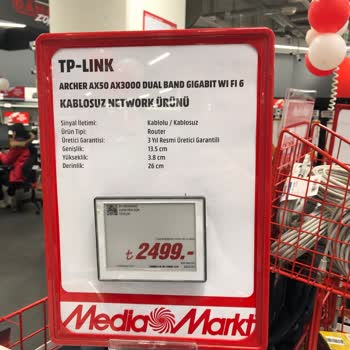 TP-LINK
ARCHER AX50 AX3000 DUAL BAND GIGABIT WI FI 6
KABLOSUZ NETWORK ÜRÜNÜ
Sinyal İletimi: Kablolu / Kablosuz
Ürün Tipi: Router
Üretici Garantisi: 3 Yıl Resmi Üretici Garantili
Genişlik: 13.5 cm
Yükseklik: 3.8 cm
Derinlik: 26 cm
₺ 2499,-
Media Markt